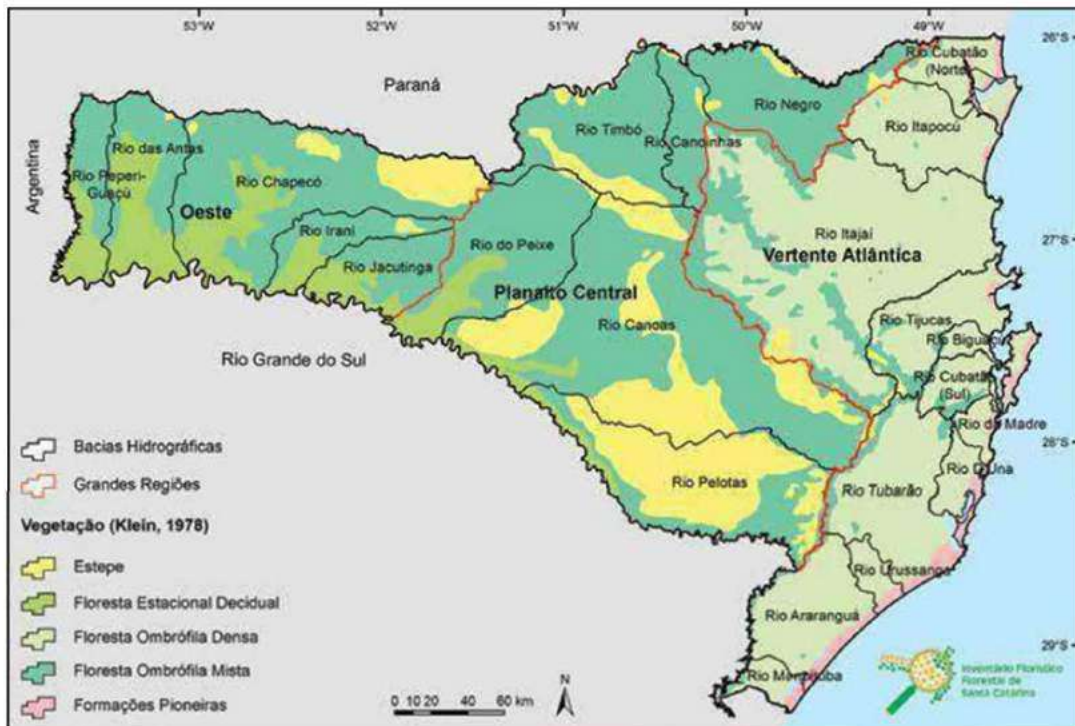 53°W
52°W
51°W
50°W
49°W
26°S
27°S
28°S
29°S
Paraná
Argentina
Rio Grande do Sul
Rio Cubatão
(Norte)
Rio Negro
Rio Itapocú
Rio Timbó
Rio Canoinhas
Rio das Antas
Rio Peperi-
Guaçú
Rio Chapecó
Oeste
Rio Irani
Rio Jacutinga
Rio do Peixe
Planalto Central
Rio Canoas
Rio Itajaí
Vertente Atlântica
Rio Tijucas
Rio Biguaçu
Rio Cubatão
(Sul)
Rio da Madre
Rio D'Una
Rio Pelotas
Rio Tubarão
Rio Urussanga
Rio Araranguá
Rio Mampituba
Bacias Hidrográficas
Grandes Regiões
Vegetação (Klein, 1978)
Estepe
Floresta Estacional Decidual
Floresta Ombrófila Densa
Floresta Ombrófila Mista
Formações Pioneiras
0 10 20 40 60 km
N
Inventário Florístico
Florestal de
Santa Catarina